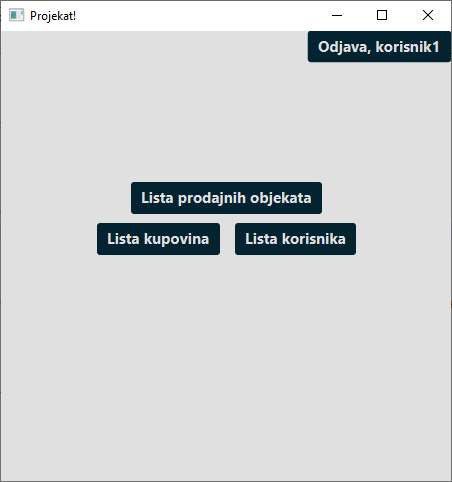 Projekat!
Odjava, korisnik1
Lista prodajnih objekata
Lista kupovina
Lista korisnika